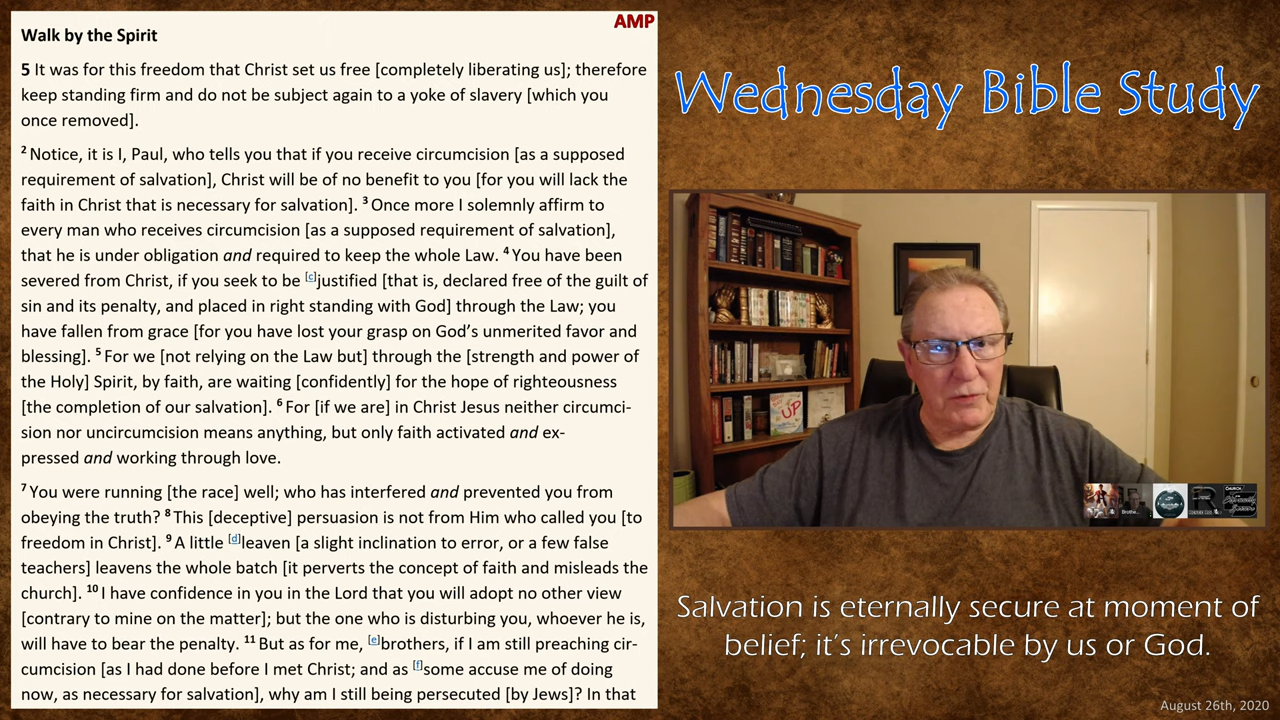 AMP
Walk by the Spirit
5 It was for this freedom that Christ set us free [completely liberating us]; therefore
keep standing firm and do not be subject again to a yoke of slavery [which you
once removed].
2 Notice, it is I, Paul, who tells you that if you receive circumcision [as a supposed
requirement of salvation], Christ will be of no benefit to you [for you will lack the
faith in Christ that is necessary for salvation]. 3 Once more I solemnly affirm to
every man who receives circumcision [as a supposed requirement of salvation],
that he is under obligation and required to keep the whole Law. 4 You have been
severed from Christ, if you seek to be [c]justified [that is, declared free of the guilt of
sin and its penalty, and placed in right standing with God] through the Law; you
have fallen from grace [for you have lost your grasp on God's unmerited favor and
blessing]. 5 For we [not relying on the Law but] through the [strength and power of
the Holy] Spirit, by faith, are waiting [confidently] for the hope of righteousness
[the completion of our salvation]. 6 For [if we are] in Christ Jesus neither circumci-
sion nor uncircumcision means anything, but only faith activated and ex-
pressed and working through love.
7 You were running [the race] well; who has interfered and prevented you from
obeying the truth? 8 This [deceptive] persuasion is not from Him who called you [to
freedom in Christ]. 9 A little [d]leaven [a slight inclination to error, or a few false
teachers] leavens the whole batch [it perverts the concept of faith and misleads the
church]. 10 I have confidence in you in the Lord that you will adopt no other view
[contrary to mine on the matter]; but the one who is disturbing you, whoever he is,
will have to bear the penalty. 11 But as for me, [e]brothers, if I am still preaching cir-
cumcision [as I had done before I met Christ; and as [f]some accuse me of doing
now, as necessary for salvation], why am I still being persecuted [by Jews]? In that
Wednesday Bible Study
UP
Brothe...
CHURCH
Salvation is eternally secure at moment of
belief; it's irrevocable by us or God.
August 26th, 2020